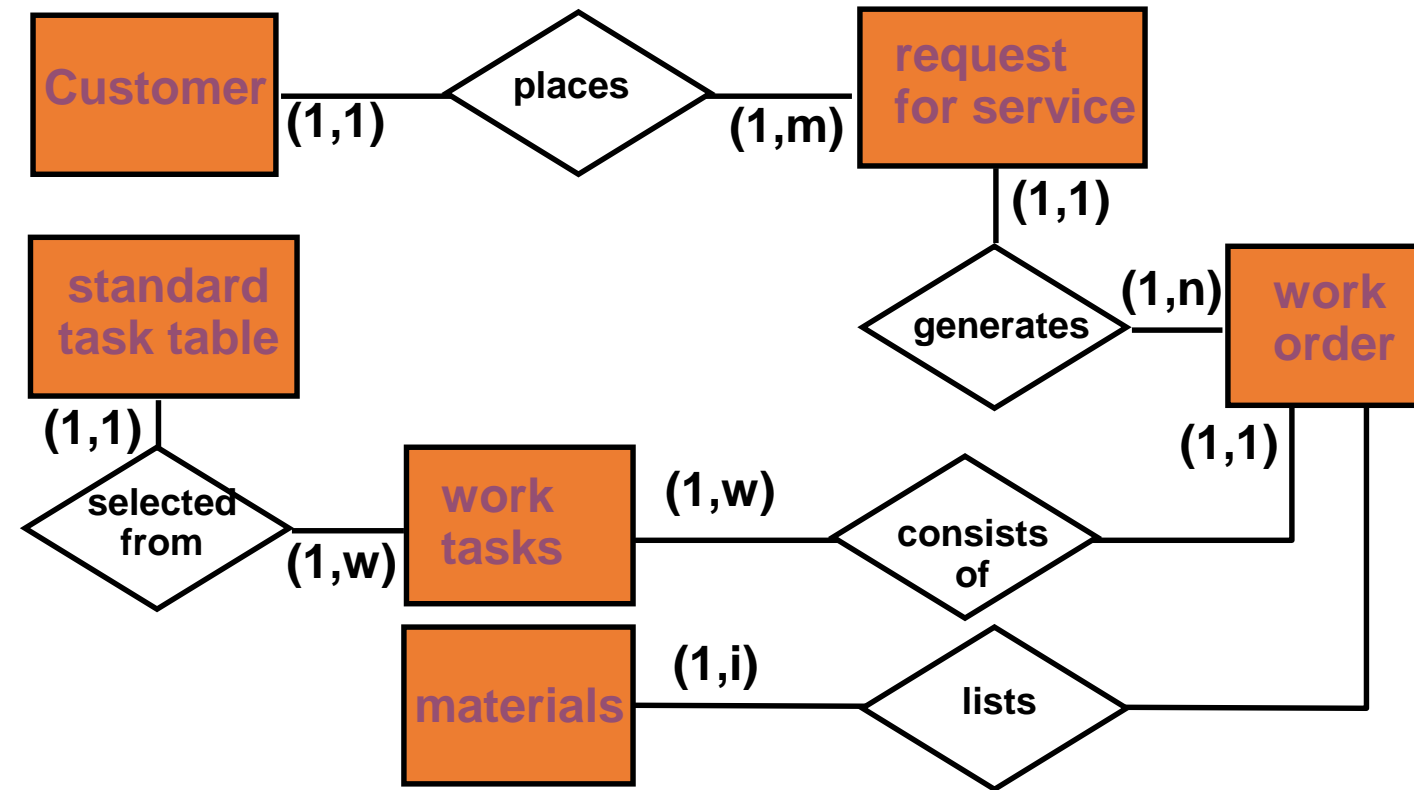 Customer
(1,1)
places
(1,m)
request
for service
(1,1)
standard
task table
(1,1)
generates
(1,n)
work
order
(1,1)
selected
from
(1,w)
work
tasks
(1,w)
consists
of
materials
(1,i)
lists